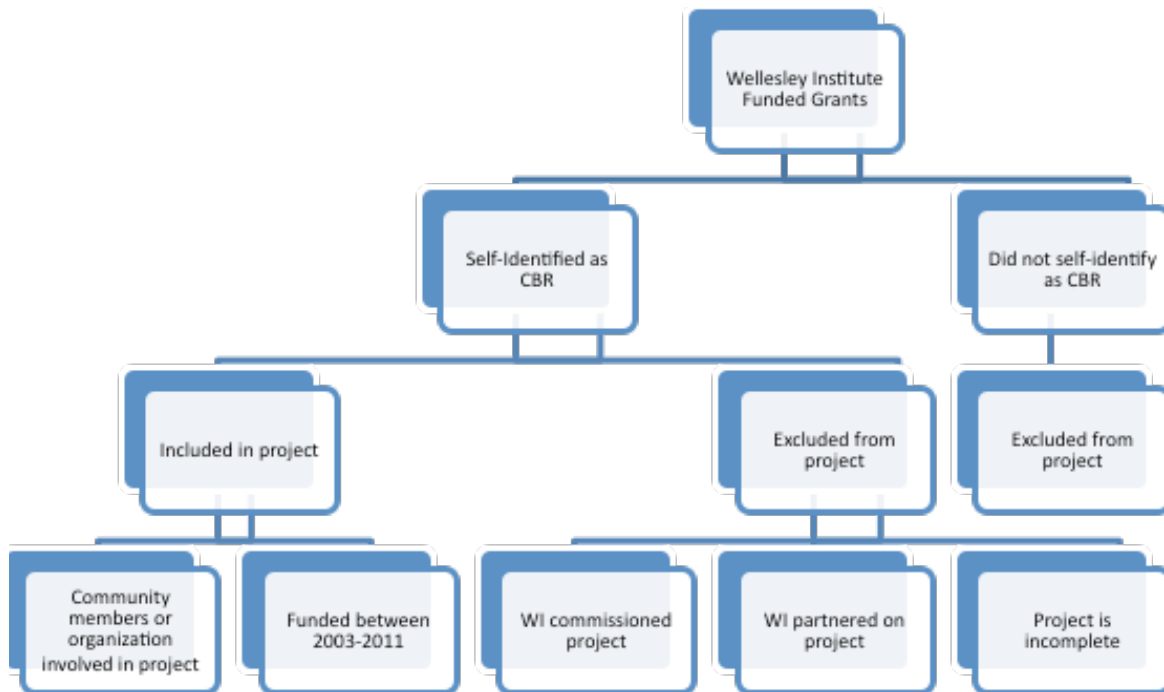 Wellesley Institute
Funded Grants
Self-Identified as
CBR
Did not self-identify
as CBR
Included in project
Excluded from
project
Excluded from
project
Community
members or
organization
involved in project
Funded between
2003-2011
WI commissioned
project
WI partnered on
project
Project is
incomplete